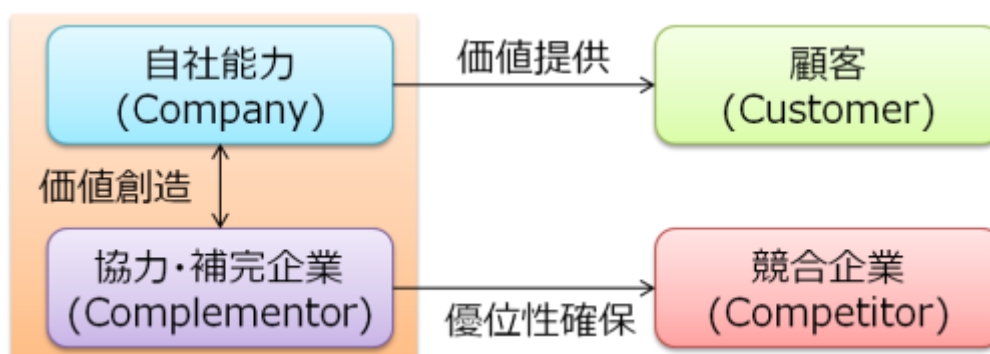 自社能力
(Company)
価値提供
顧客
(Customer)
価値創造
協力・補完企業
(Complementor)
優位性確保
競合企業
(Competitor)